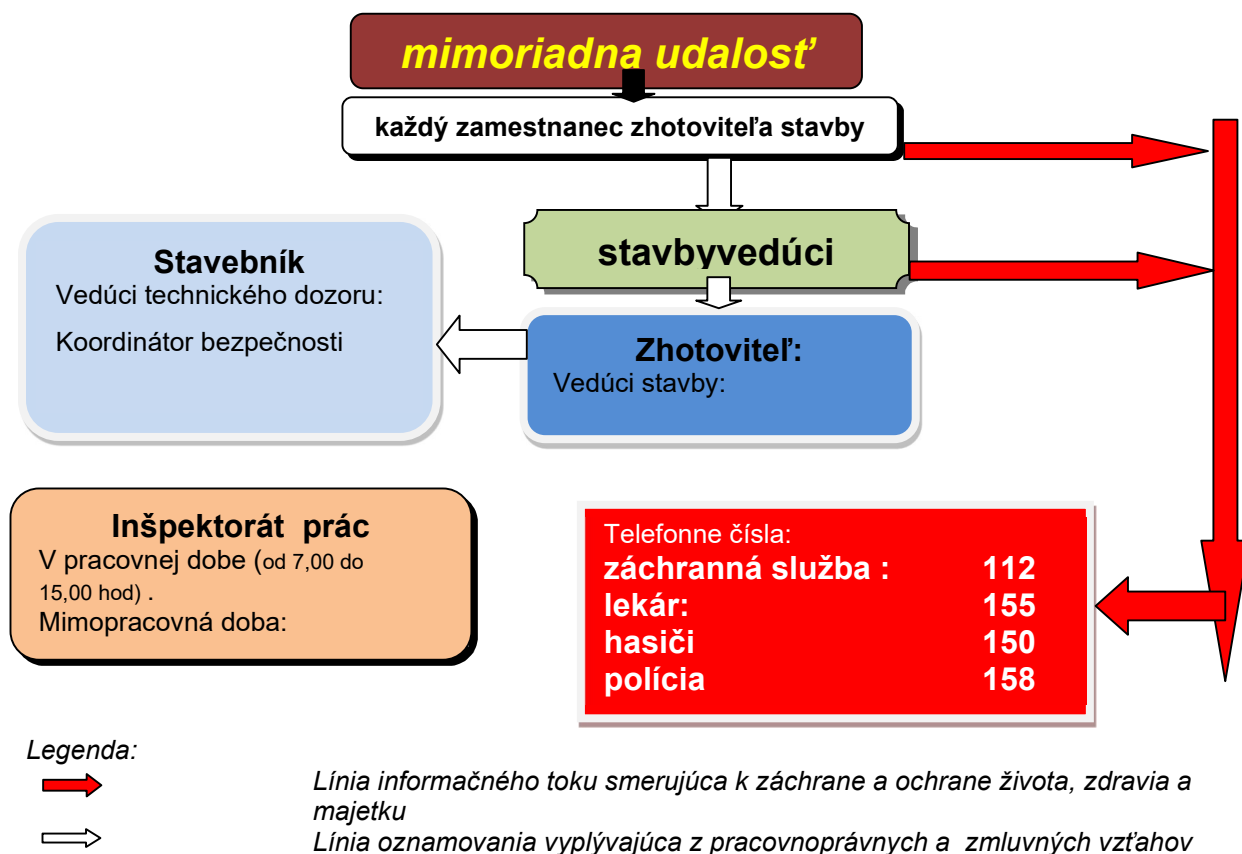 mimoriadna udalosť
každý zamestnanec zhotoviteľa stavby
stavbyvedúci
Stavebník
Vedúci technického dozoru:
Koordinátor bezpečnosti
Zhotoviteľ:
Vedúci stavby:
Inšpektorát prác
V pracovnej dobe (od 7,00 do
15,00 hod) .
Mimopracovná doba:
Telefonne čísla:
záchranná služba : 112
lekár: 155
hasiči 150
polícia 158
Legenda:
Línia informačného toku smerujúca k záchrane a ochrane života, zdravia a
majetku
Línia oznamovania vyplývajúca z pracovnoprávnych a zmluvných vzťahov